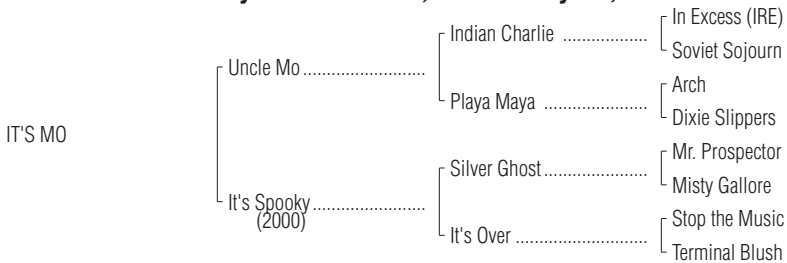 In Excess (IRE)
Indian Charlie ..................
Soviet Sojourn
Uncle Mo ..........................
Arch
Playa Maya ......................
Dixie Slippers
IT'S MO
Mr. Prospector
Silver Ghost ......................
Misty Gallore
It's Spooky ........................
(2000)
Stop the Music
It's Over ............................
Terminal Blush